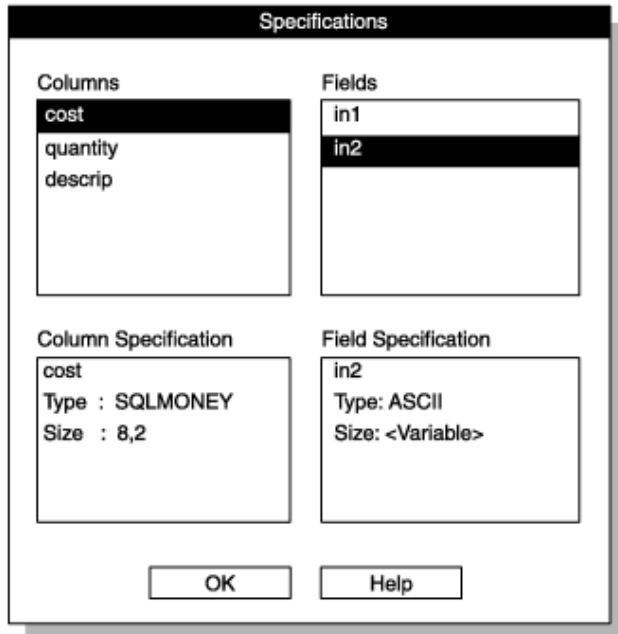 Specifications
Columns
cost
quantity
descrip
Fields
in1
in2
Column Specification
cost
Type : SQLMONEY
Size : 8,2
Field Specification
in2
Type: ASCII
Size: <Variable>
OK
Help